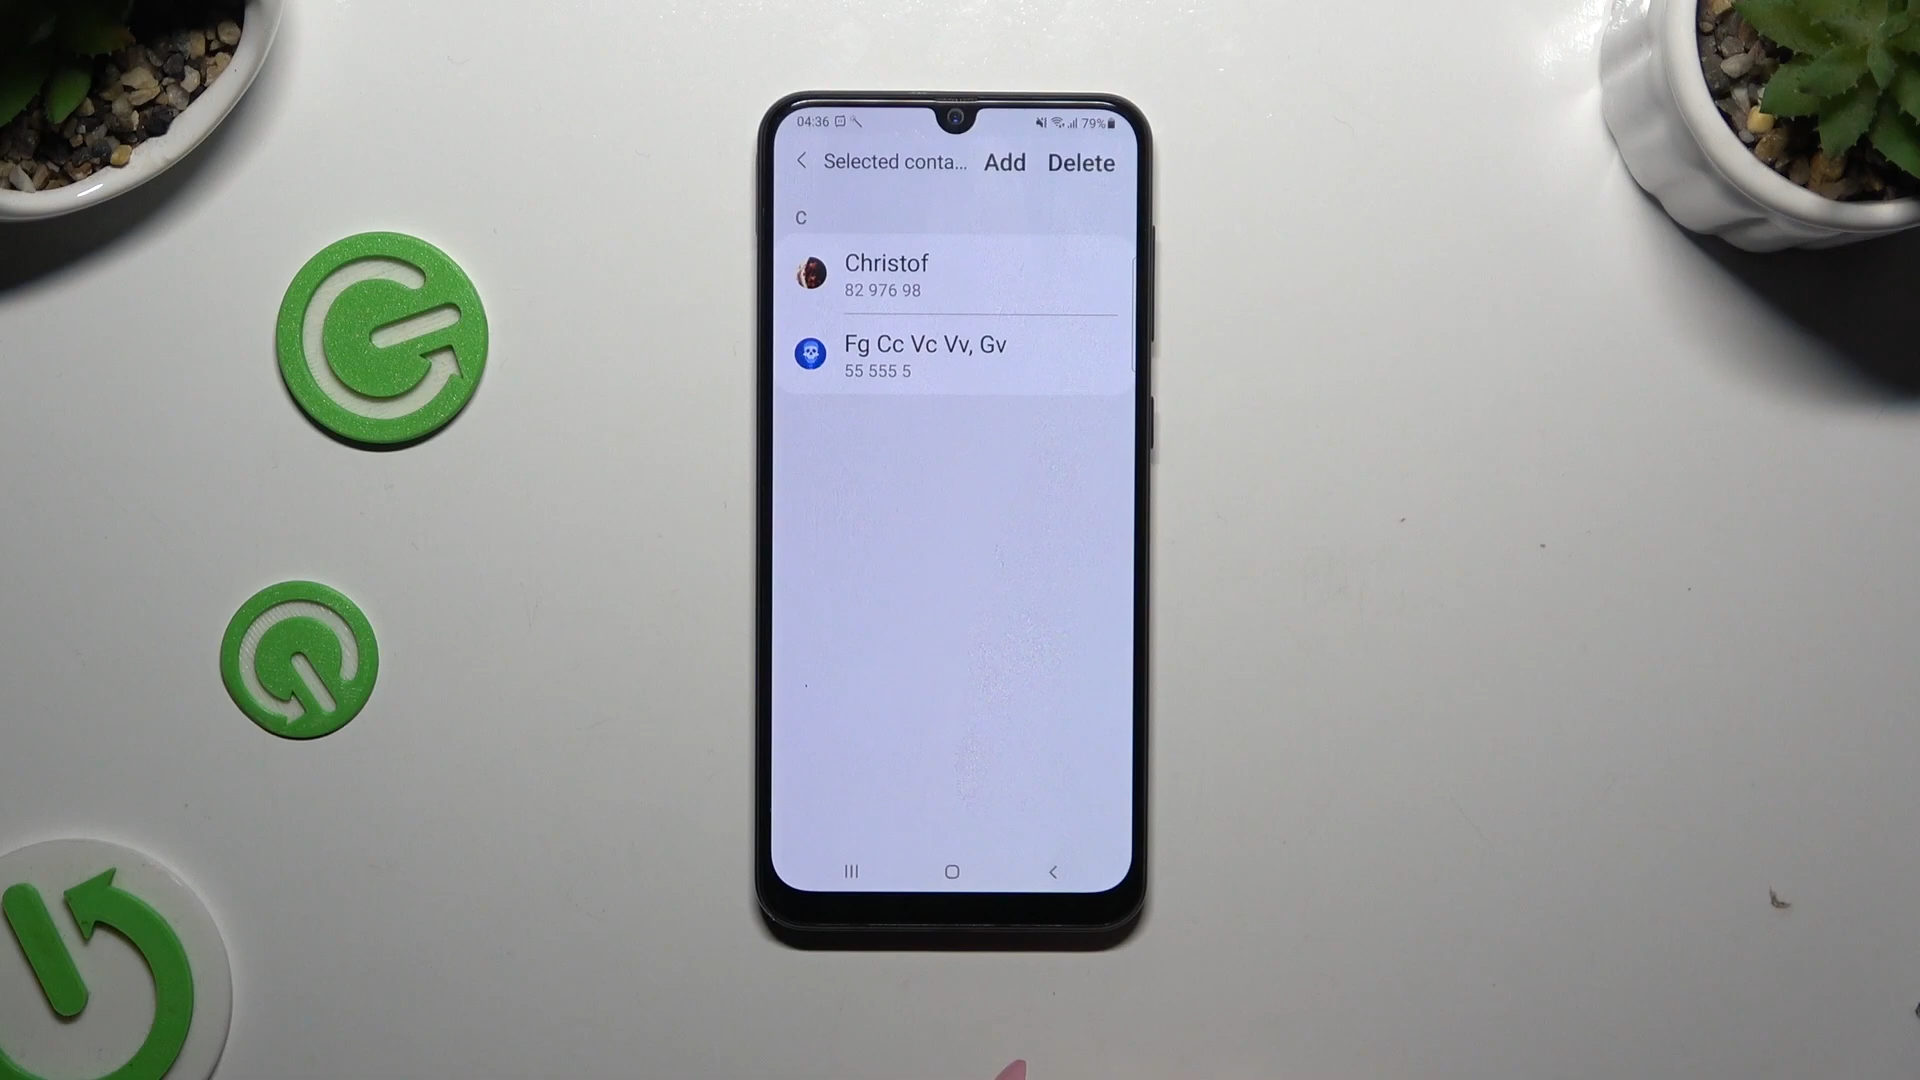 04:36 79%
Selected conta... Add Delete
C
Christof
82 976 98
Fg Cc Vc Vv, Gv
55 555 5